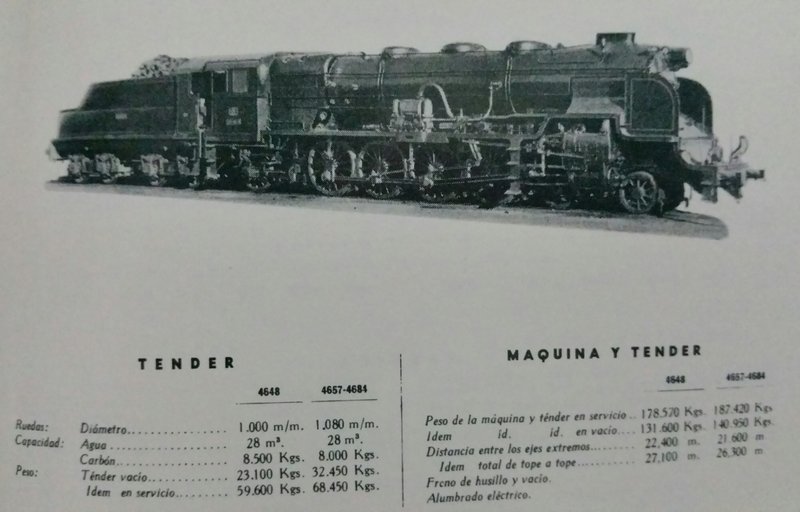 TENDER
4648 4657-4684
Ruedas: Diámetro.................... 1.000 m/m. 1.080 m/m.
Capacidad: Agua ........................ 28 m³. 28 m³.
Carbón....................... 8.500 Kgs. 8.000 Kgs.
Peso: Ténder vacío................ 23.100 Kgs. 32.450 Kgs.
Idem en servicio........... 59.600 Kgs. 68.450 Kgs.
MAQUINA Y TENDER
4648 4657-4684
Peso de la máquina y ténder en servicio .. 178.570 Kgs. 187.420 Kgs
Idem id. id. en vacío.... 131.600 Kgs. 140.950 Kgs.
Distancia entre los ejes extremos......... 22,400 m. 21,600 m
Idem total de tope a tope............. 27,100 m. 26,300 m.
Freno de husillo y vacío.
Alumbrado eléctrico.